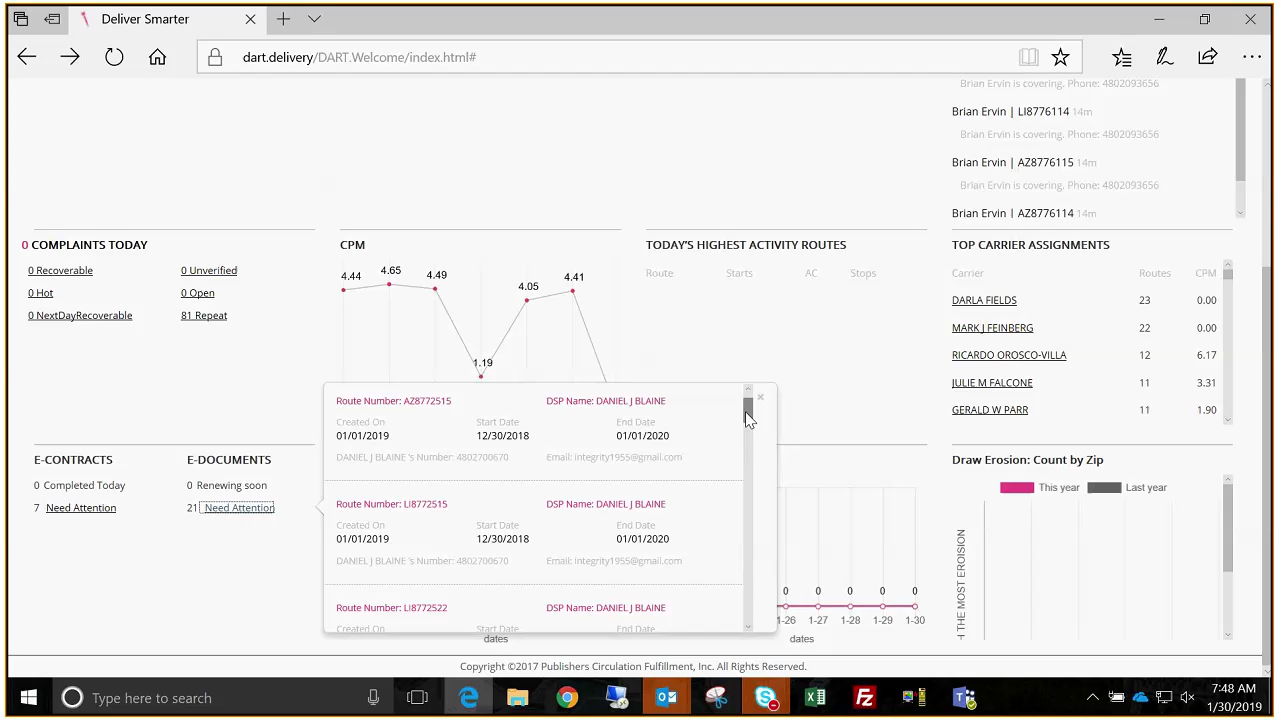 Deliver Smarter
dart.delivery/DART.Welcome/index.html#
Brian Ervin is covering. Phone: 4802093656
Brian Ervin | LI8776114 14m
Brian Ervin is covering. Phone: 4802093656
Brian Ervin | AZ8776115 14m
Brian Ervin is covering. Phone: 4802093656
Brian Ervin | AZ8776114 14m
0 COMPLAINTS TODAY
0 Recoverable 0 Unverified
0 Hot 0 Open
0 NextDayRecoverable 81 Repeat
CPM
4.44 4.65 4.49 1.19 4.05 4.41
TODAY'S HIGHEST ACTIVITY ROUTES
Route Starts AC Stops
TOP CARRIER ASSIGNMENTS
Carrier Routes CPM
DARLA FIELDS 23 0.00
MARK J FEINBERG 22 0.00
RICARDO OROSCO-VILLA 12 6.17
JULIE M FALCONE 11 3.31
GERALD W PARR 11 1.90
E-CONTRACTS
0 Completed Today
7 Need Attention
E-DOCUMENTS
0 Renewing soon
21 Need Attention
Route Number: AZ8772515 DSP Name: DANIEL J BLAINE
Created On Start Date End Date
01/01/2019 12/30/2018 01/01/2020
DANIEL J BLAINE 's Number: 4802700670 Email: integrity1955@gmail.com
Route Number: LI8772515 DSP Name: DANIEL J BLAINE
Created On Start Date End Date
01/01/2019 12/30/2018 01/01/2020
DANIEL J BLAINE 's Number: 4802700670 Email: integrity1955@gmail.com
Route Number: LI8772522 DSP Name: DANIEL J BLAINE
Created On Start Date End Date
dates
0 0 0 0 0
1-26 1-27 1-28 1-29 1-30
dates
Draw Erosion: Count by Zip
This year Last year
H THE MOST EROISION
Copyright ©2017 Publishers Circulation Fulfillment, Inc. All Rights Reserved.
Type here to search
7:48 AM
1/30/2019